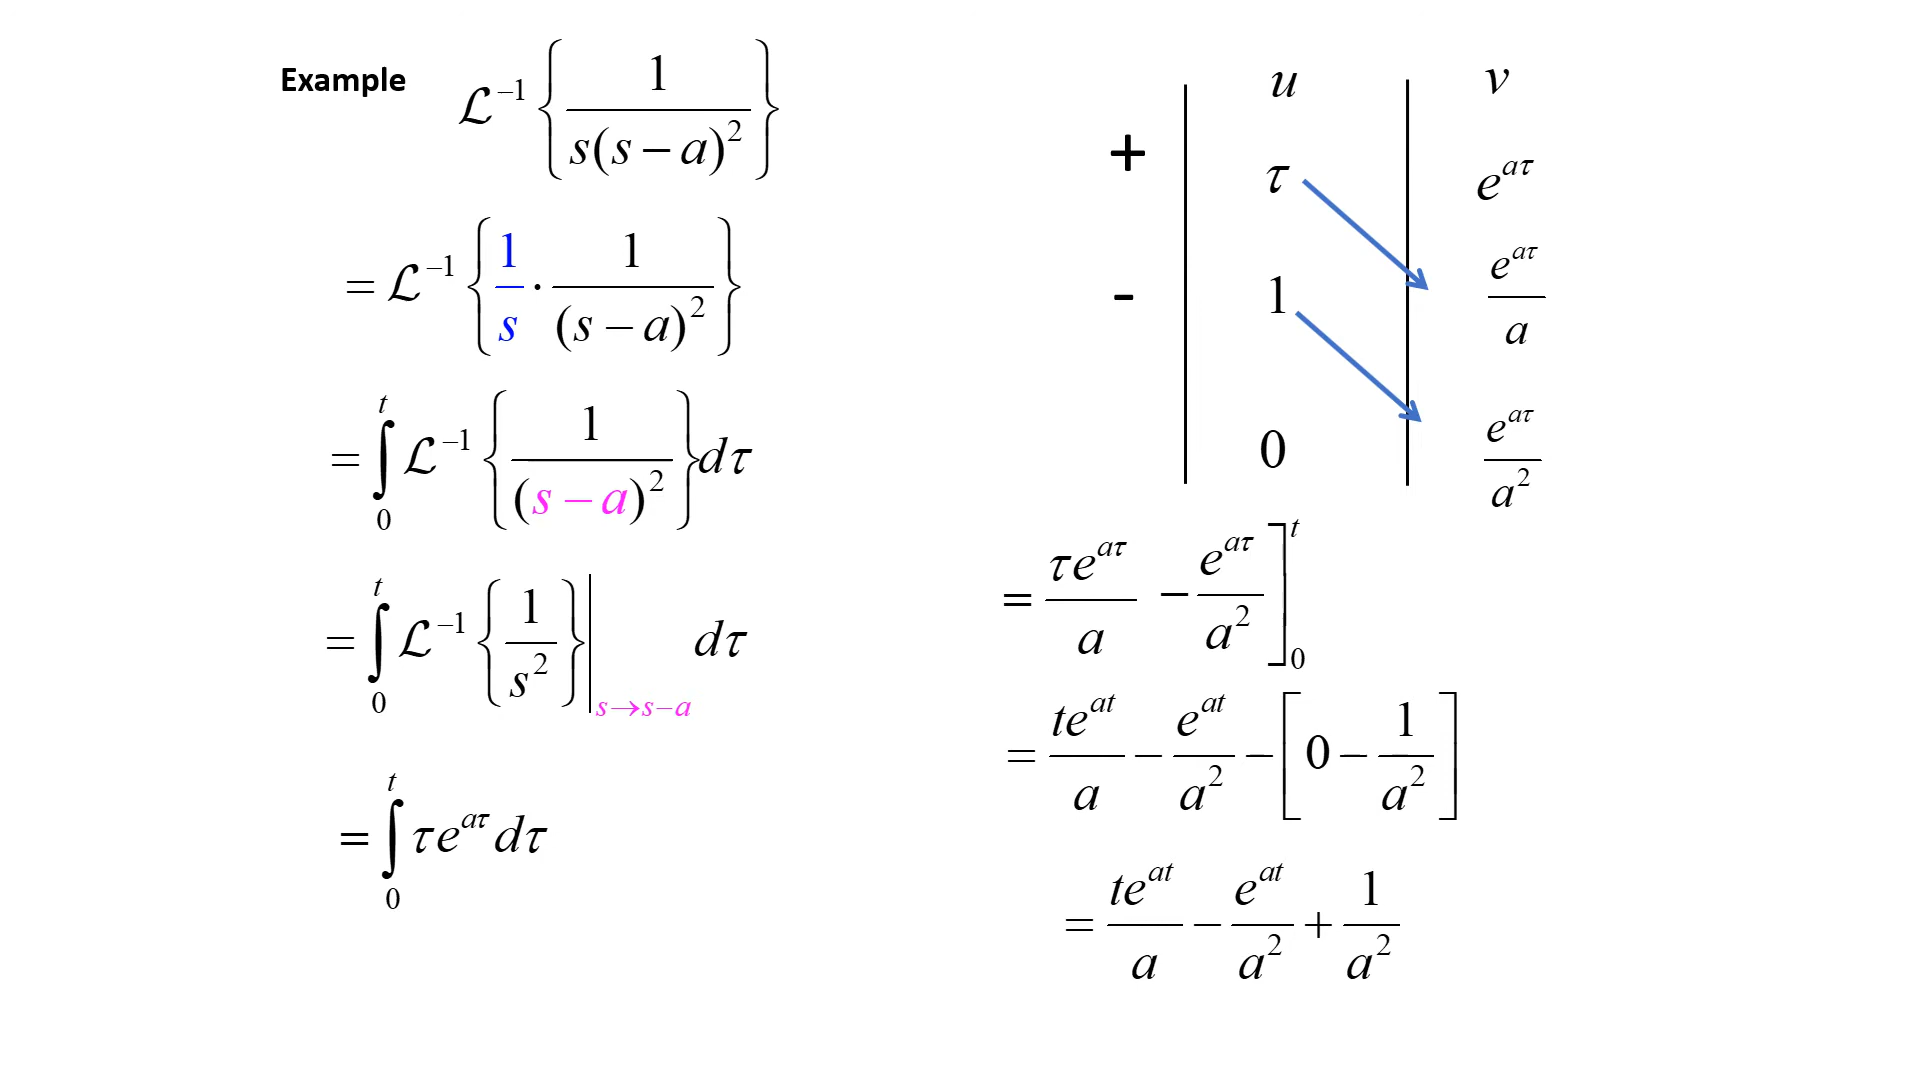 Example ℒ⁻¹{1/(s(s−a)²)}
= ℒ⁻¹{1/s · 1/(s−a)²}
= ∫₀ᵗ ℒ⁻¹{1/(s−a)²}dτ
= ∫₀ᵗ ℒ⁻¹{1/s²}|ₛ→ₛ₋ₐ dτ
= ∫₀ᵗ τe^{aτ} dτ
u v
+ τ e^{aτ}
- 1 e^{aτ}/a
0 e^{aτ}/a²
= τe^{aτ}/a − e^{aτ}/a² ]₀ᵗ
= te^{at}/a − e^{at}/a² − [0 − 1/a²]
= te^{at}/a − e^{at}/a² + 1/a²